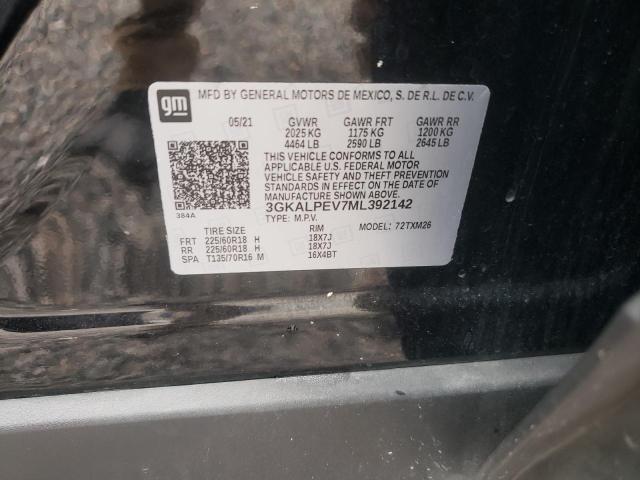 gm
MFD BY GENERAL MOTORS DE MEXICO, S. DE R.L. DE C.V.
05/21 GVWR GAWR FRT GAWR RR
2025 KG 1175 KG 1200 KG
4464 LB 2590 LB 2645 LB
THIS VEHICLE CONFORMS TO ALL
APPLICABLE U.S. FEDERAL MOTOR
VEHICLE SAFETY AND THEFT PREVENTION
STANDARDS IN EFFECT ON THE DATE OF
MANUFACTURE SHOWN ABOVE.
384A
3GKALPEV7ML392142
TYPE: M.P.V. MODEL: 72TXM26
TIRE SIZE RIM
FRT 225/60R18 H 18X7J
RR 225/60R18 H 18X7J
SPA T135/70R16 M 16X4BT